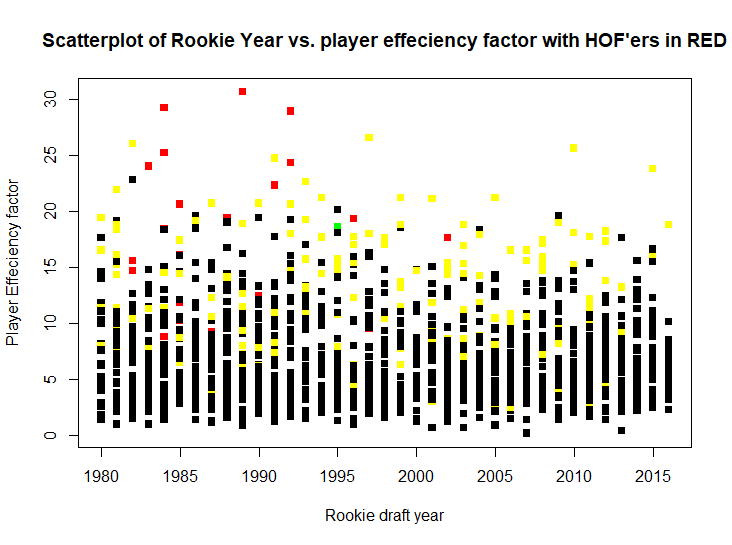 Scatterplot of Rookie Year vs. player effeciency factor with HOF'ers in RED
Player Effeciency factor
30
25
20
15
10
5
0
1980 1985 1990 1995 2000 2005 2010 2015
Rookie draft year